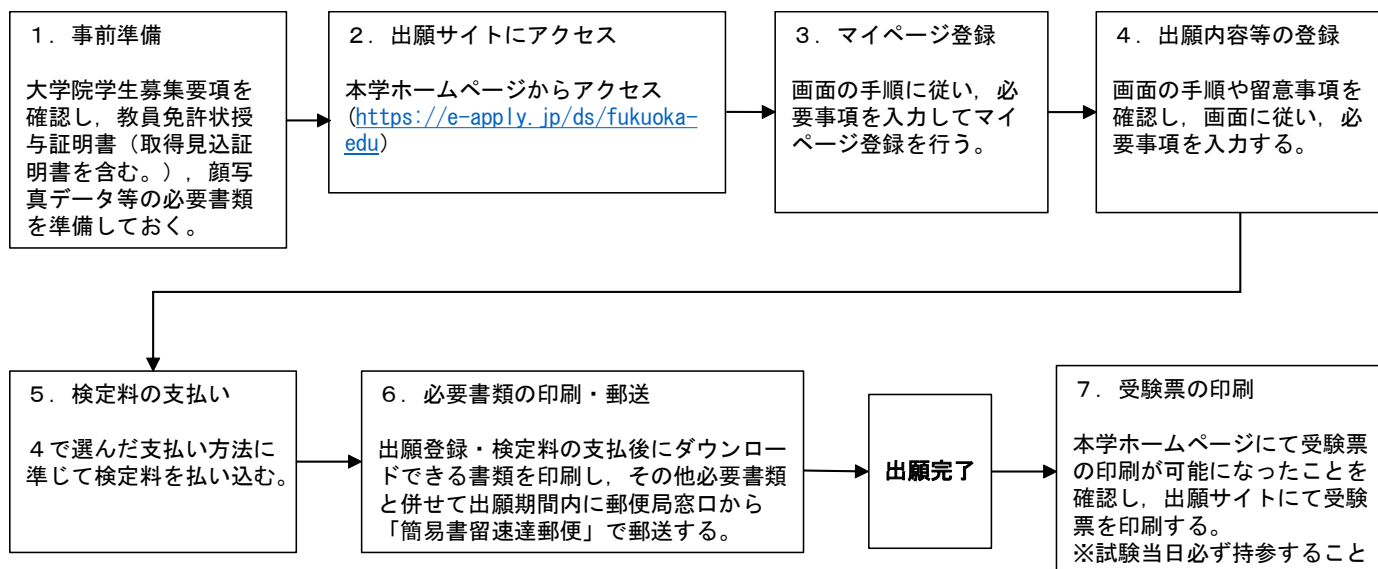 １．事前準備
大学院学生募集要項を
確認し，教員免許状授
与証明書（取得見込証
明書を含む。），顔写
真データ等の必要書類
を準備しておく。
２．出願サイトにアクセス
本学ホームページからアクセス
（https://e-apply.jp/ds/fukuoka-
edu）
３．マイページ登録
画面の手順に従い，必
要事項を入力してマイ
ページ登録を行う。
４．出願内容等の登録
画面の手順や留意事項を
確認し，画面に従い，必
要事項を入力する。
５．検定料の支払い
４で選んだ支払い方法に
準じて検定料を払い込む。
６．必要書類の印刷・郵送
出願登録・検定料の支払後にダウンロー
ドできる書類を印刷し，その他必要書類
と併せて出願期間内に郵便局窓口から
「簡易書留速達郵便」で郵送する。
出願完了
７．受験票の印刷
本学ホームページにて受験票
の印刷が可能になったことを
確認し，出願サイトにて受験
票を印刷する。
※試験当日必ず持参すること